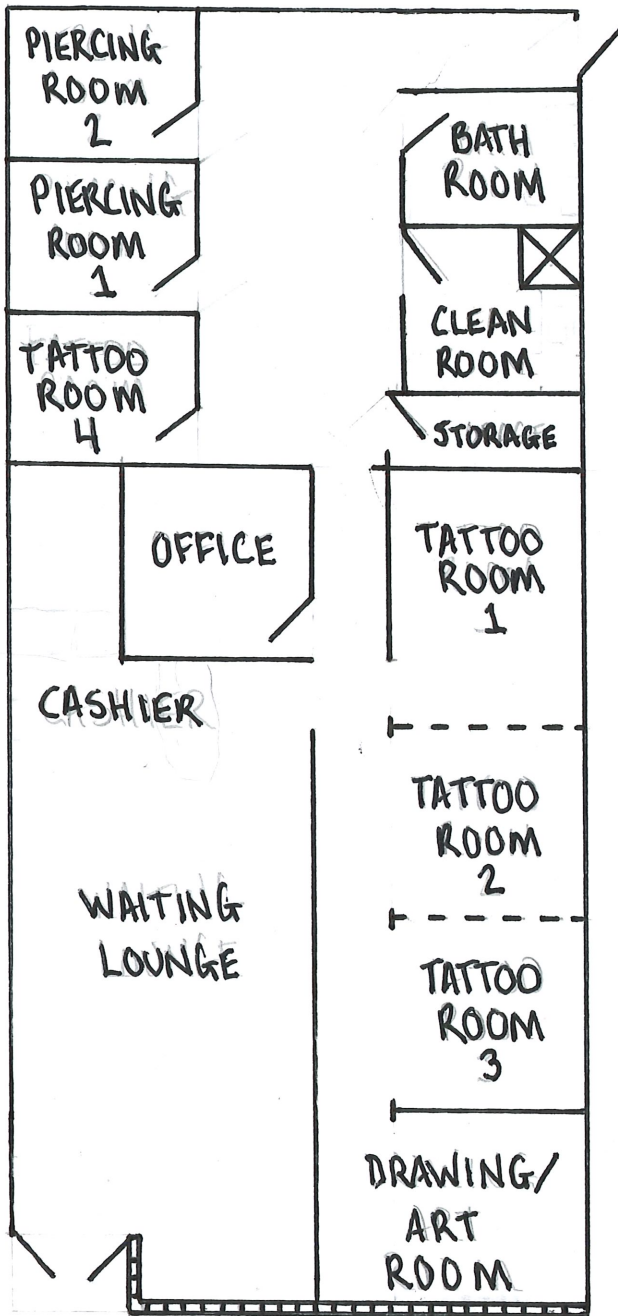 PIERCING
ROOM
2
BATH
ROOM
PIERCING
ROOM
1
CLEAN
ROOM
TATTOO
ROOM
4
STORAGE
OFFICE
TATTOO
ROOM
1
CASHIER
TATTOO
ROOM
2
WAITING
LOUNGE
TATTOO
ROOM
3
DRAWING/
ART
ROOM